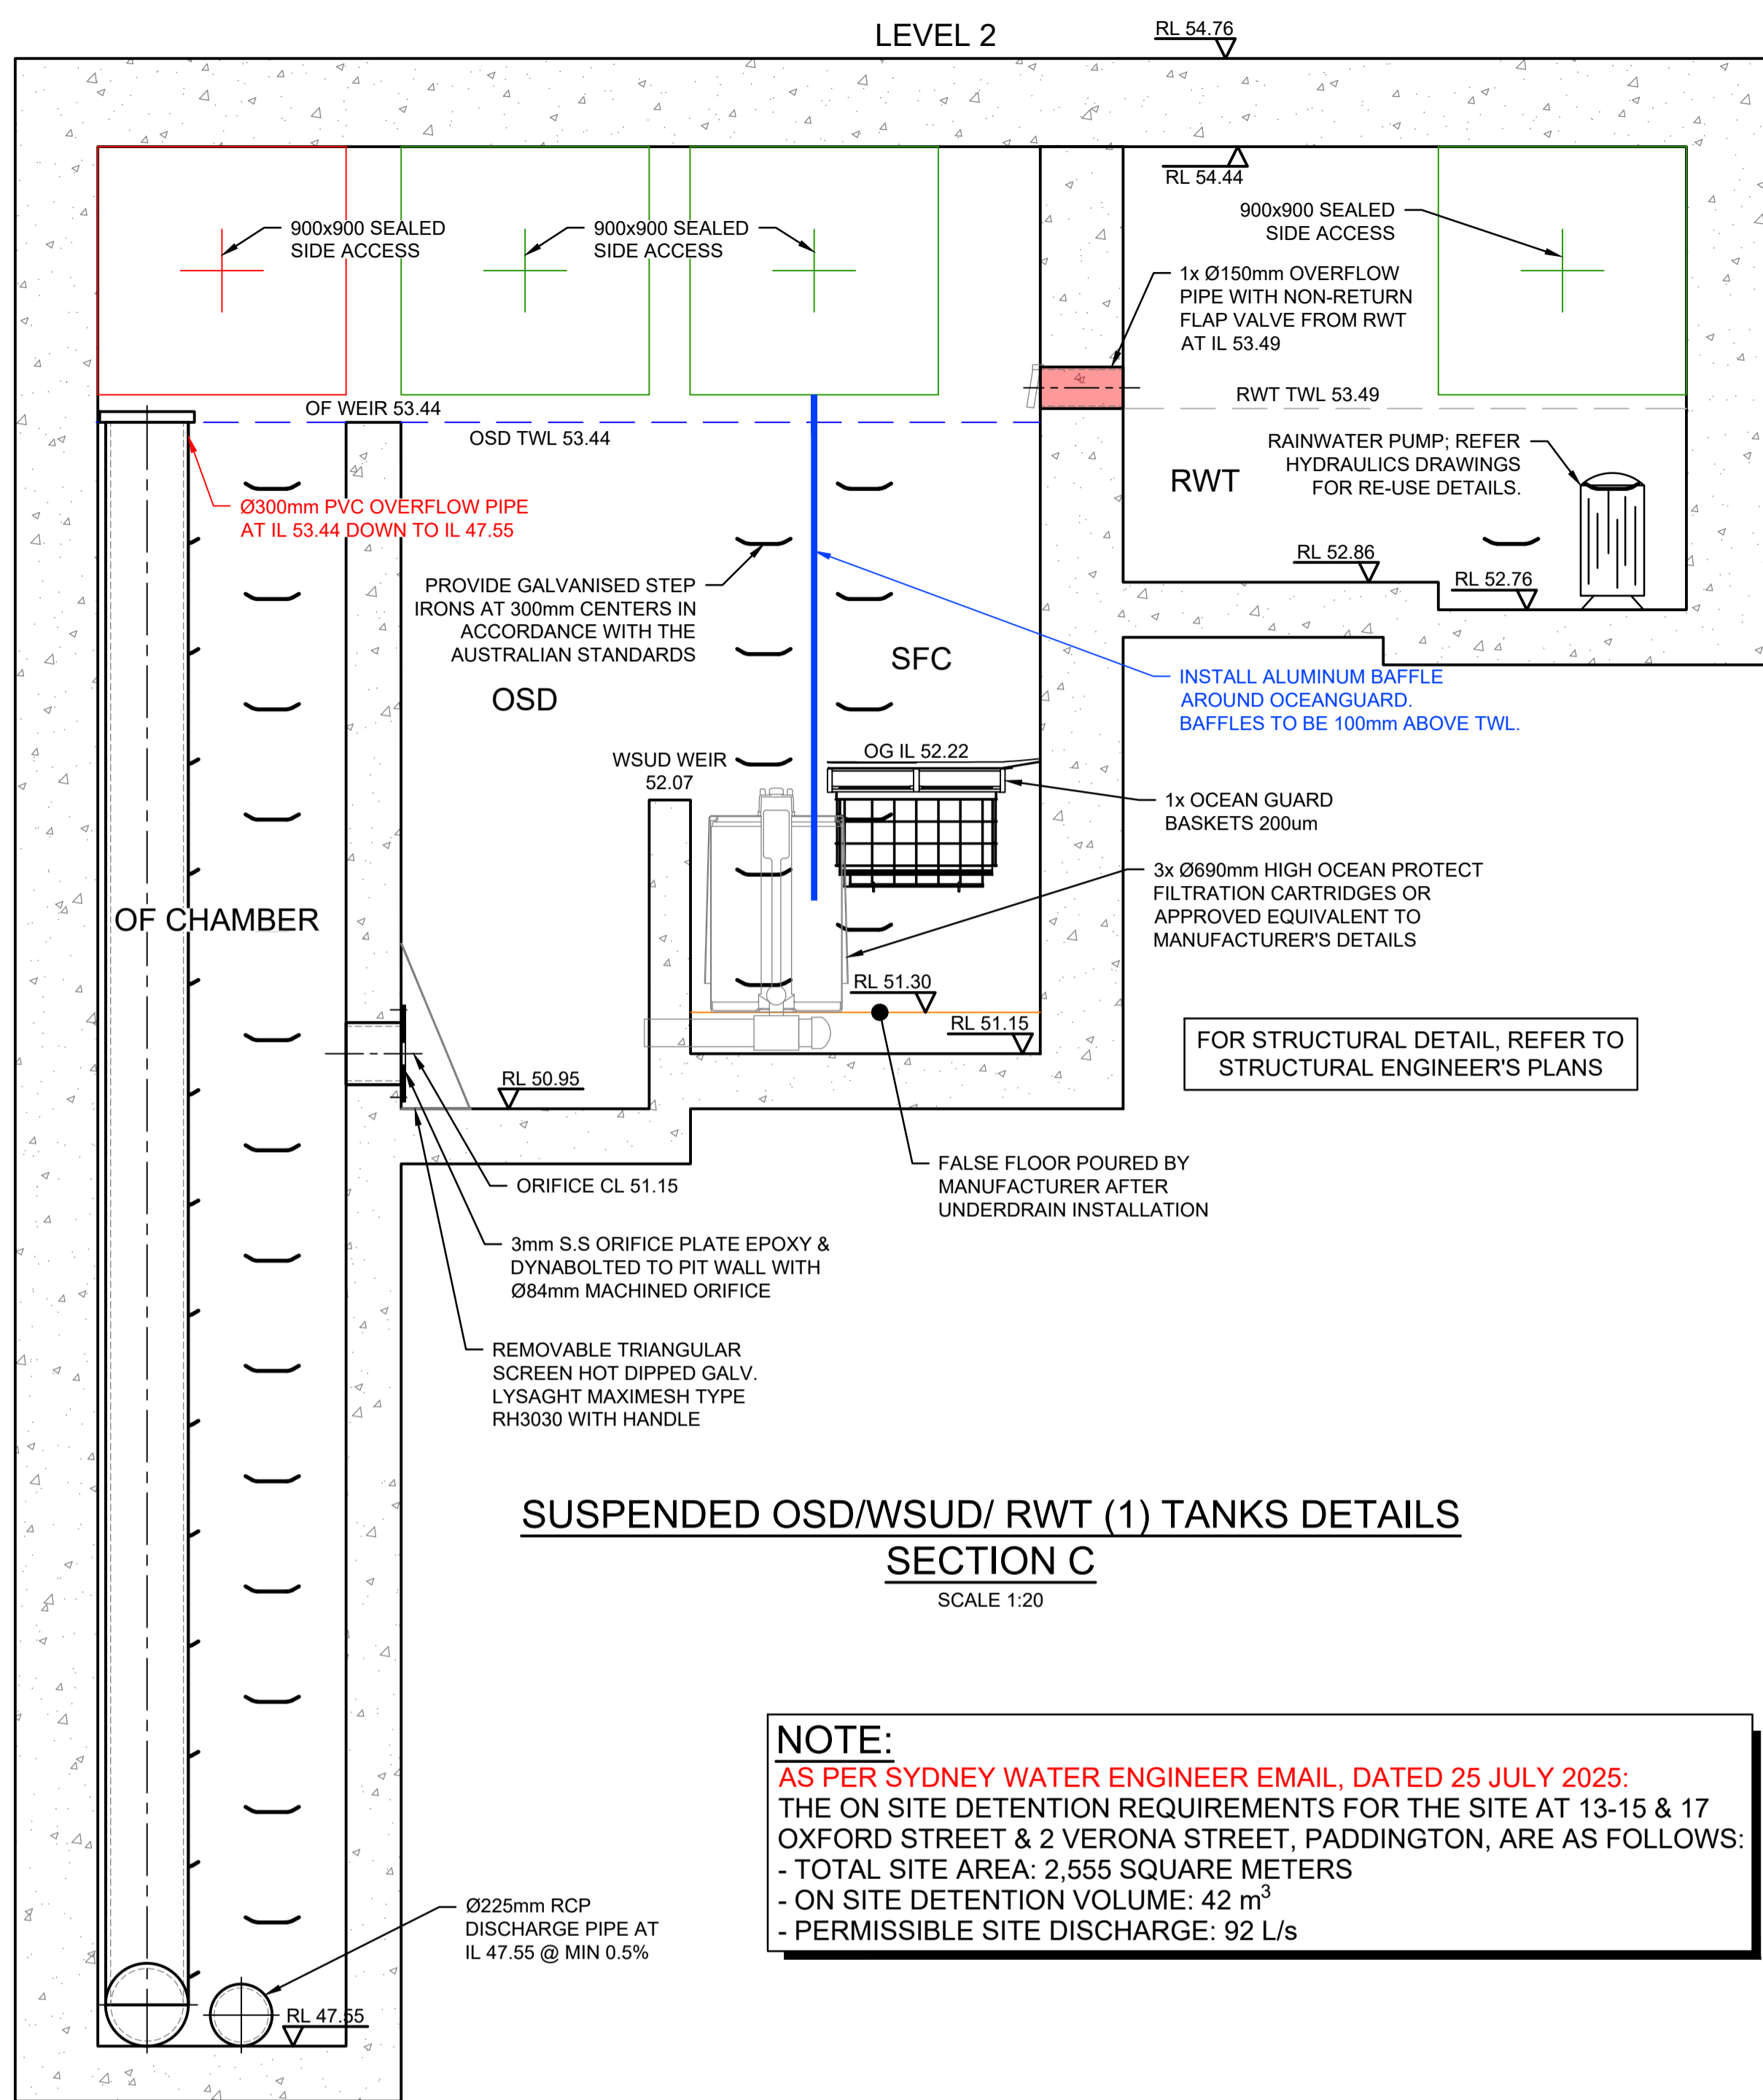 LEVEL 2
RL 54.76
RL 54.44
900x900 SEALED
SIDE ACCESS
900x900 SEALED
SIDE ACCESS
900x900 SEALED
SIDE ACCESS
1x Ø150mm OVERFLOW
PIPE WITH NON-RETURN
FLAP VALVE FROM RWT
AT IL 53.49
OF WEIR 53.44
OSD TWL 53.44
RWT TWL 53.49
RAINWATER PUMP; REFER
HYDRAULICS DRAWINGS
FOR RE-USE DETAILS.
RWT
Ø300mm PVC OVERFLOW PIPE
AT IL 53.44 DOWN TO IL 47.55
RL 52.86
RL 52.76
PROVIDE GALVANISED STEP
IRONS AT 300mm CENTERS IN
ACCORDANCE WITH THE
AUSTRALIAN STANDARDS
SFC
OSD
INSTALL ALUMINUM BAFFLE
AROUND OCEANGUARD.
BAFFLES TO BE 100mm ABOVE TWL.
WSUD WEIR
52.07
OG IL 52.22
1x OCEAN GUARD
BASKETS 200um
3x Ø690mm HIGH OCEAN PROTECT
FILTRATION CARTRIDGES OR
APPROVED EQUIVALENT TO
MANUFACTURER'S DETAILS
OF CHAMBER
RL 51.30
RL 51.15
FOR STRUCTURAL DETAIL, REFER TO
STRUCTURAL ENGINEER'S PLANS
RL 50.95
ORIFICE CL 51.15
FALSE FLOOR POURED BY
MANUFACTURER AFTER
UNDERDRAIN INSTALLATION
3mm S.S ORIFICE PLATE EPOXY &
DYNABOLTED TO PIT WALL WITH
Ø84mm MACHINED ORIFICE
REMOVABLE TRIANGULAR
SCREEN HOT DIPPED GALV.
LYSAGHT MAXIMESH TYPE
RH3030 WITH HANDLE
SUSPENDED OSD/WSUD/ RWT (1) TANKS DETAILS
SECTION C
SCALE 1:20
NOTE:
AS PER SYDNEY WATER ENGINEER EMAIL, DATED 25 JULY 2025:
THE ON SITE DETENTION REQUIREMENTS FOR THE SITE AT 13-15 & 17
OXFORD STREET & 2 VERONA STREET, PADDINGTON, ARE AS FOLLOWS:
- TOTAL SITE AREA: 2,555 SQUARE METERS
- ON SITE DETENTION VOLUME: 42 m³
- PERMISSIBLE SITE DISCHARGE: 92 L/s
Ø225mm RCP
DISCHARGE PIPE AT
IL 47.55 @ MIN 0.5%
RL 47.55